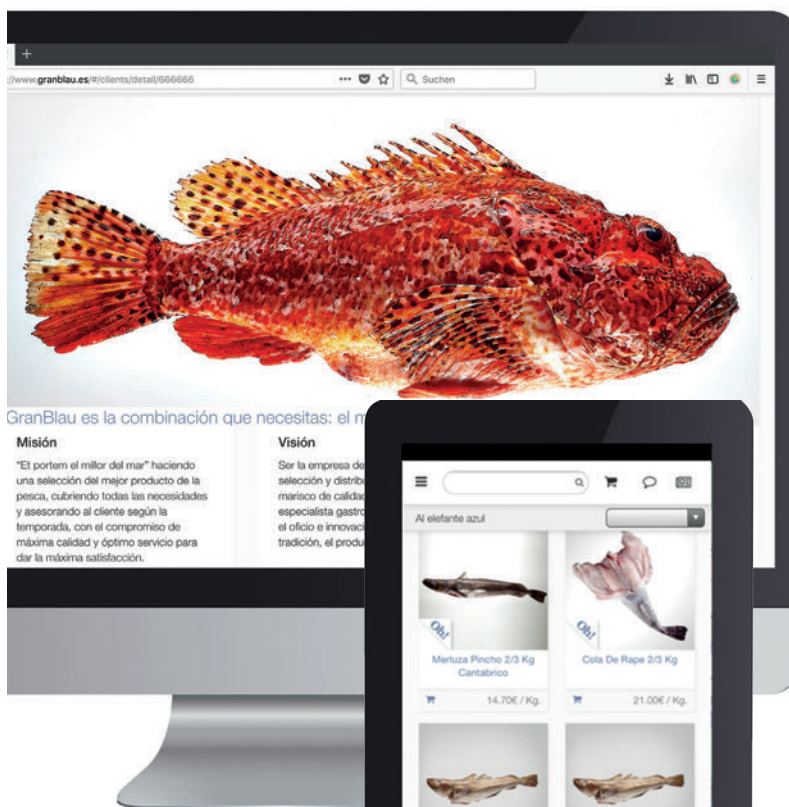 ://www.granblau.es/#/clients/detail/666666
Suchen
GranBlau es la combinación que necesitas: el m
Misión
"Et portem el millor del mar" haciendo
una selección del mejor producto de la
pesca, cubriendo todas las necesidades
y asesorando al cliente según la
temporada, con el compromiso de
máxima calidad y óptimo servicio para
dar la máxima satisfacción.
Visión
Ser la empresa de
selección y distribu
marisco de calidad
especialista gastro
el oficio e innovaci
tradición, el produ
Al elefante azul
Oh!
Merluza Pincho 2/3 Kg
Cantabrico
14.70€ / Kg.
Oh!
Cola De Rape 2/3 Kg
21.00€ / Kg.